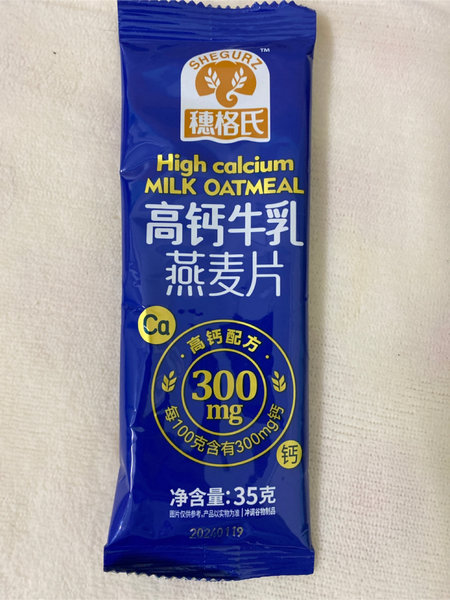 SHEGURZ
TM
穗格氏
High calcium
MILK OATMEAL
高钙牛乳
燕麦片
Ca
·高钙配方·
300
mg
每100克含有300mg钙
钙
净含量:35克
图片仅供参考,产品以实物为准 | 冲调谷物制品
20240119